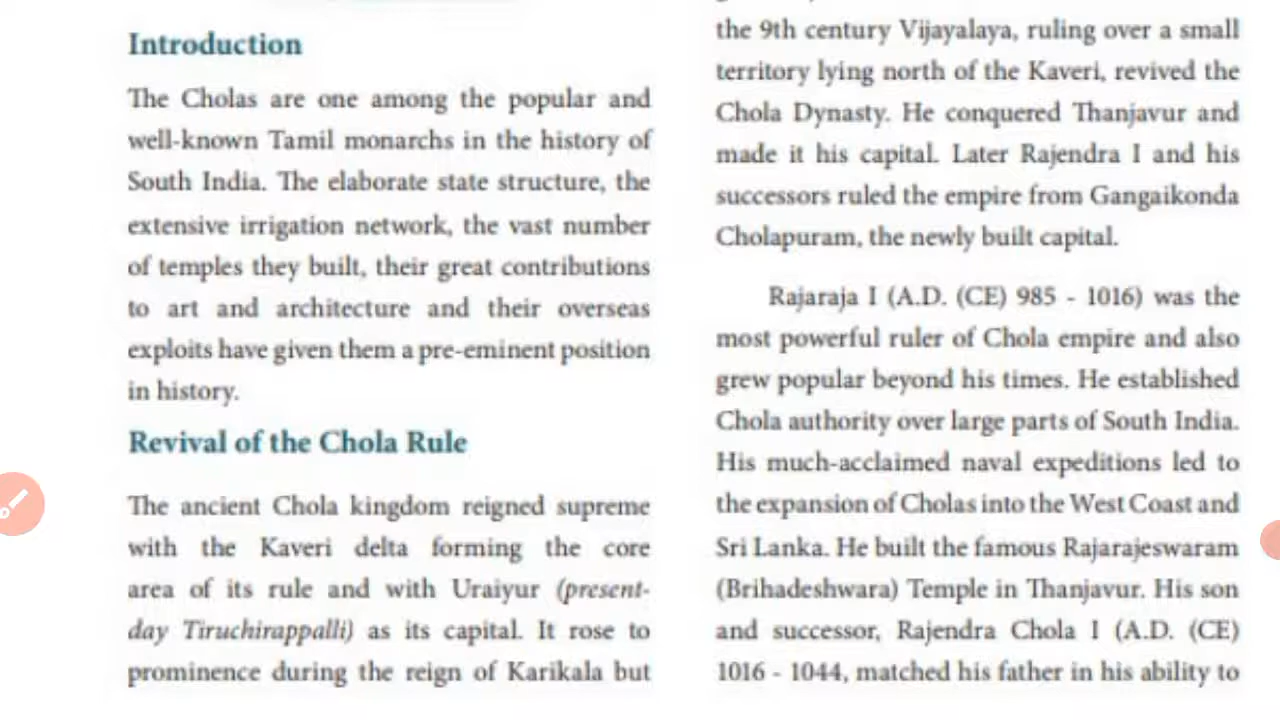 Introduction
The Cholas are one among the popular and
well-known Tamil monarchs in the history of
South India. The elaborate state structure, the
extensive irrigation network, the vast number
of temples they built, their great contributions
to art and architecture and their overseas
exploits have given them a pre-eminent position
in history.
Revival of the Chola Rule
The ancient Chola kingdom reigned supreme
with the Kaveri delta forming the core
area of its rule and with Uraiyur (present-
day Tiruchirappalli) as its capital. It rose to
prominence during the reign of Karikala but
the 9th century Vijayalaya, ruling over a small
territory lying north of the Kaveri, revived the
Chola Dynasty. He conquered Thanjavur and
made it his capital. Later Rajendra I and his
successors ruled the empire from Gangaikonda
Cholapuram, the newly built capital.
Rajaraja I (A.D. (CE) 985 - 1016) was the
most powerful ruler of Chola empire and also
grew popular beyond his times. He established
Chola authority over large parts of South India.
His much-acclaimed naval expeditions led to
the expansion of Cholas into the West Coast and
Sri Lanka. He built the famous Rajarajeswaram
(Brihadeshwara) Temple in Thanjavur. His son
and successor, Rajendra Chola I (A.D. (CE)
1016 - 1044, matched his father in his ability to